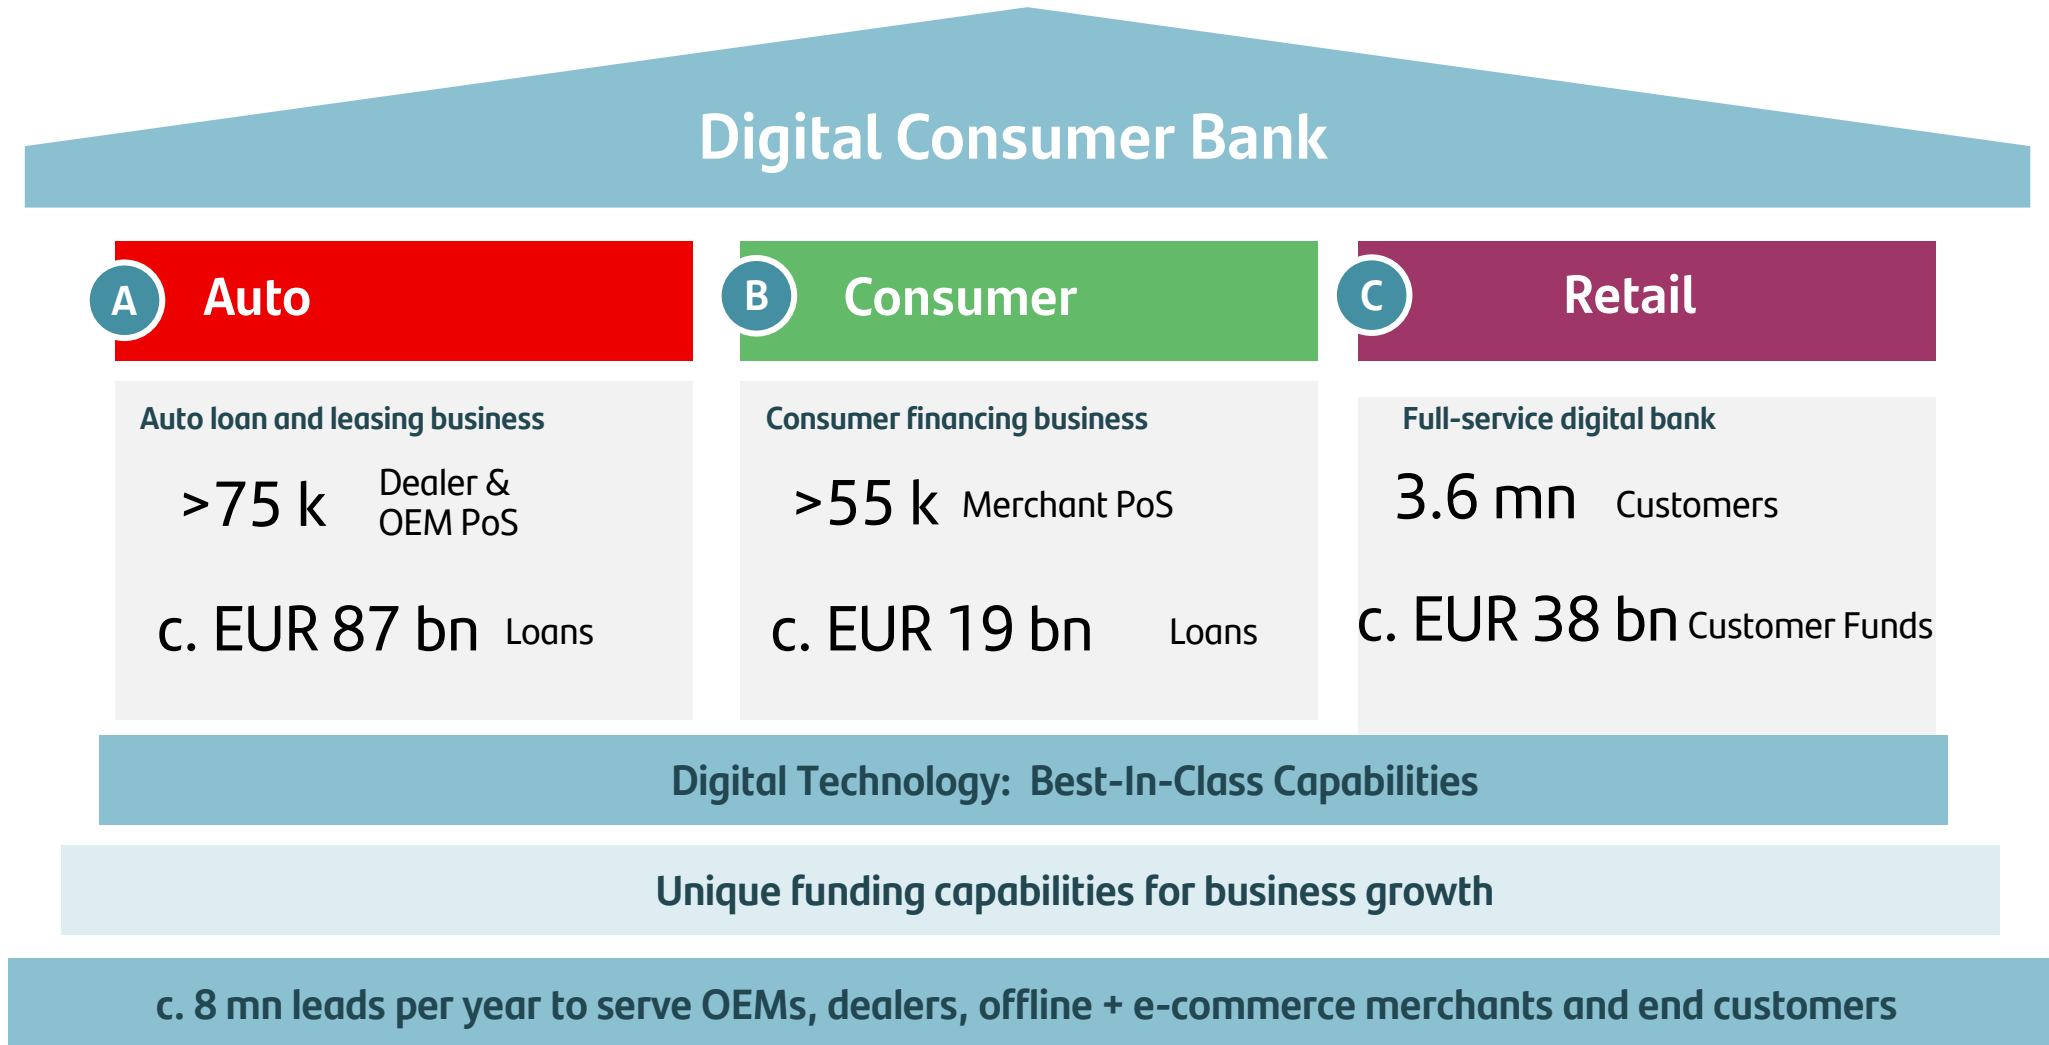 Digital Consumer Bank
A
Auto
Auto loan and leasing business
>75 k
Dealer &
OEM PoS
c. EUR 87 bn Loans
B
Consumer
Consumer financing business
>55 k Merchant PoS
c. EUR 19 bn Loans
C
Retail
Full-service digital bank
3.6 mn Customers
c. EUR 38 bn Customer Funds
Digital Technology: Best-In-Class Capabilities
Unique funding capabilities for business growth
c. 8 mn leads per year to serve OEMs, dealers, offline + e-commerce merchants and end customers